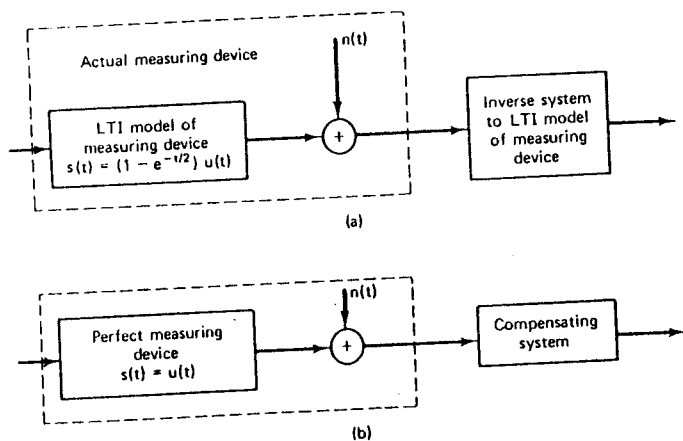 Actual measuring device
n(t)
LTI model of
measuring device
s(t) = (1 − e^{−t/2}) u(t)
+
Inverse system
to LTI model
of measuring
device
(a)
n(t)
Perfect measuring
device
s(t) = u(t)
+
Compensating
system
(b)